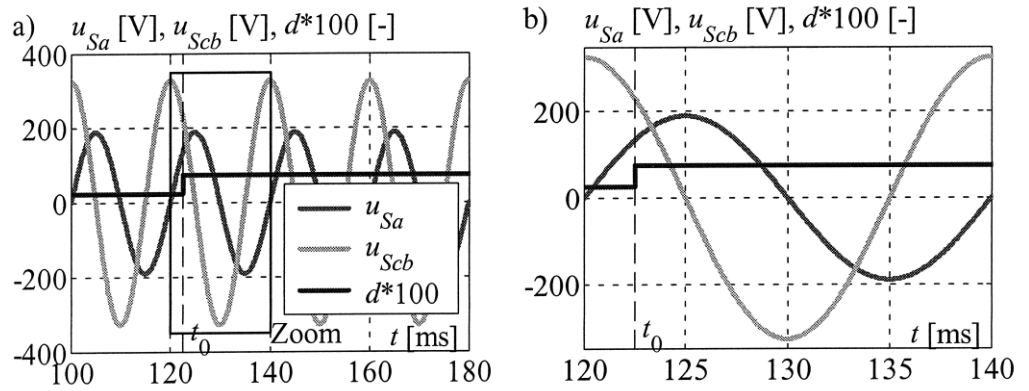 a)
u_Sa [V], u_Scb [V], d*100 [-]
400
200
0
-200
-400
100
120
140
160
180
u_Sa
u_Scb
d*100
t_0
Zoom
t [ms]
b)
u_Sa [V], u_Scb [V], d*100 [-]
200
0
-200
120
125
130
135
140
t_0
t [ms]